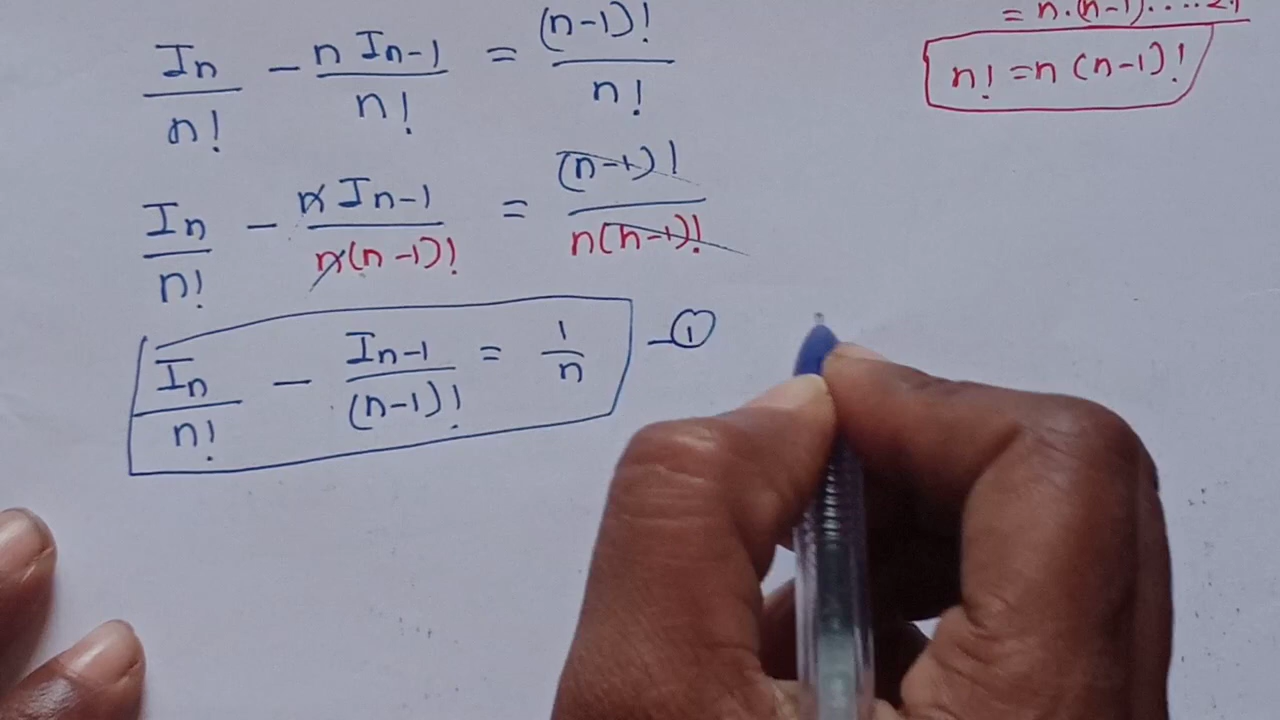 = n.(n-1)....2.1
n! = n (n-1)!
In/n! - n In-1/n! = (n-1)!/n!
In/n! - n In-1/n(n-1)! = (n-1)!/n(n-1)!
In/n! - In-1/(n-1)! = 1/n - ①